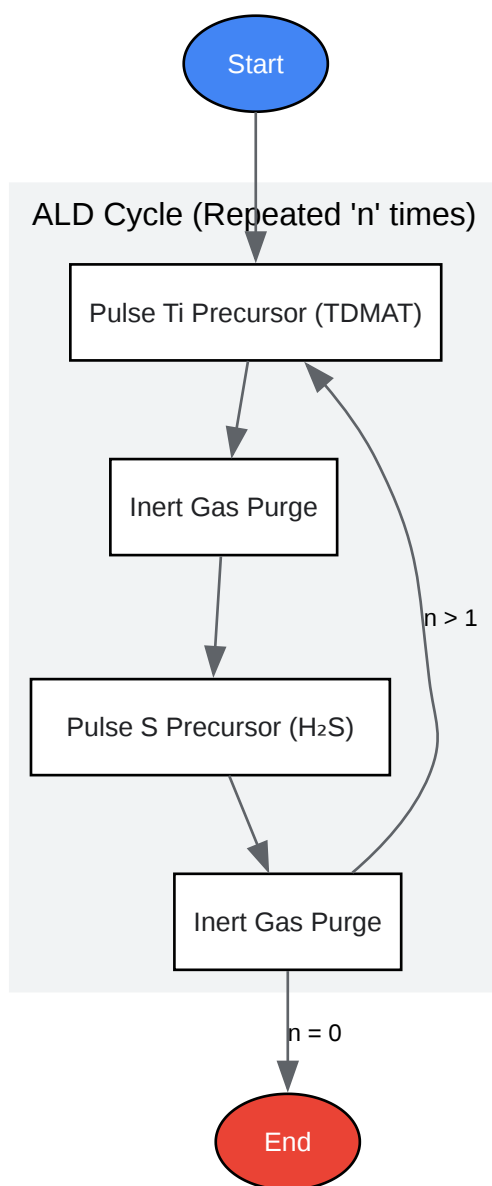 Start
ALD Cycle (Repeated 'n' times)
Pulse Ti Precursor (TDMAT)
Inert Gas Purge
n > 1
Pulse S Precursor (H₂S)
Inert Gas Purge
n = 0
End